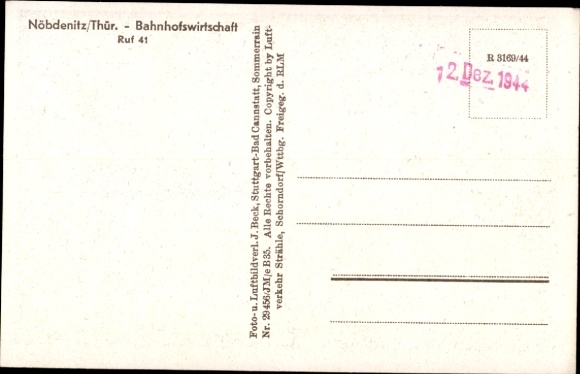 Nöbdenitz/Thür. - Bahnhofswirtschaft
Ruf 41
Foto- u. Luftbildverl. J. Beck, Stuttgart-Bad Cannstatt, Sommerrain
Nr. 29456/JM/e B35. Alle Rechte vorbehalten. Copyright by Luft-
verkehr Strähle, Schorndorf/Wttbg. Freigeg. d. RLM
R 3169/44
12. Dez. 1944